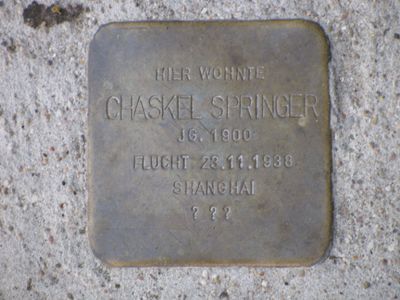 HIER WOHNTE
CHASKEL SPRINGER
JG. 1900
FLUCHT 23.11.1938
SHANGHAI
? ? ?